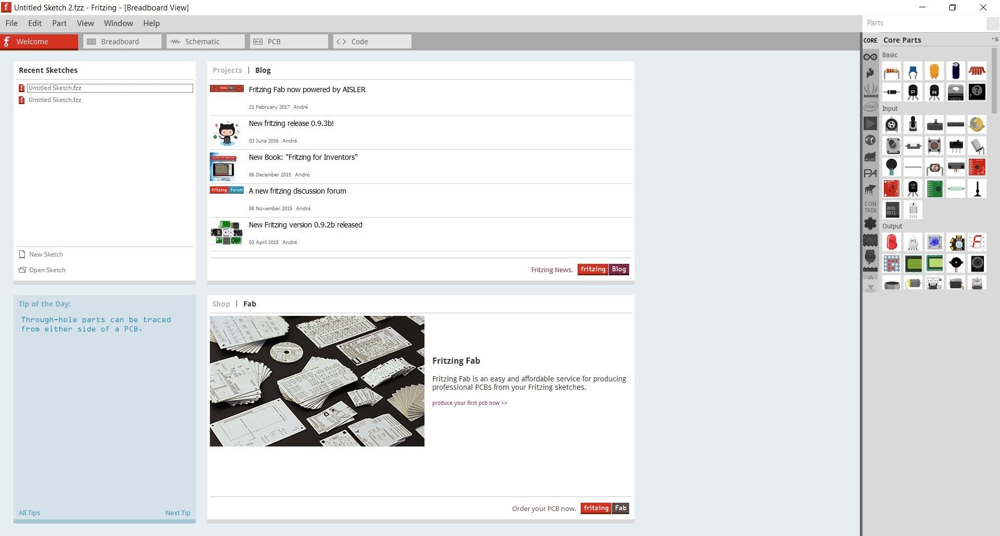 Untitled Sketch 2.fzz - Fritzing - [Breadboard View]
File Edit Part View Window Help
Welcome Breadboard Schematic PCB Code
Recent Sketches
Untitled Sketch.fzz
Untitled Sketch.fzz
New Sketch
Open Sketch
Projects | Blog
Fritzing Fab now powered by AISLER
21 February 2017 André
New fritzing release 0.9.3b!
03 June 2016 André
New Book: "Fritzing for Inventors"
06 December 2015 André
fritzing Forum
A new fritzing discussion forum
08 November 2015 André
New Fritzing version 0.9.2b released
03 April 2015 André
Fritzing News. fritzing Blog
Tip of the Day:
Through-hole parts can be traced
from either side of a PCB.
All Tips Next Tip
Shop | Fab
Fritzing Fab
Fritzing Fab is an easy and affordable service for producing
professional PCBs from your Fritzing sketches.
produce your first pcb now >>
Order your PCB now. fritzing Fab
Parts
CORE Core Parts
seeed
intel
PA
CON
TRIB
Basic
P N
Input
LM
35
RFID
ID12
Output